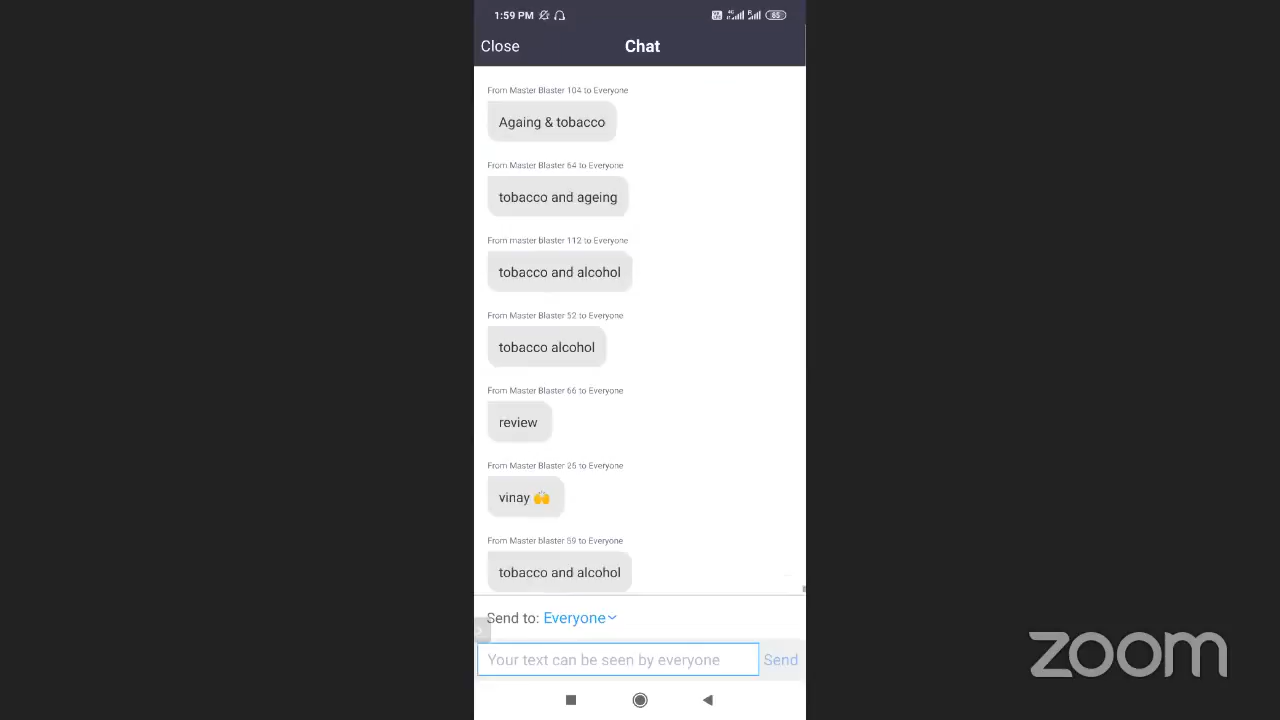 1:59 PM
65
Close
Chat
From Master Blaster 104 to Everyone
Againg & tobacco
From Master Blaster 64 to Everyone
tobacco and ageing
From master blaster 112 to Everyone
tobacco and alcohol
From Master Blaster 52 to Everyone
tobacco alcohol
From Master Blaster 66 to Everyone
review
From Master Blaster 25 to Everyone
vinay 🙌
From Master blaster 59 to Everyone
tobacco and alcohol
Send to: Everyone
Your text can be seen by everyone
Send
zoom